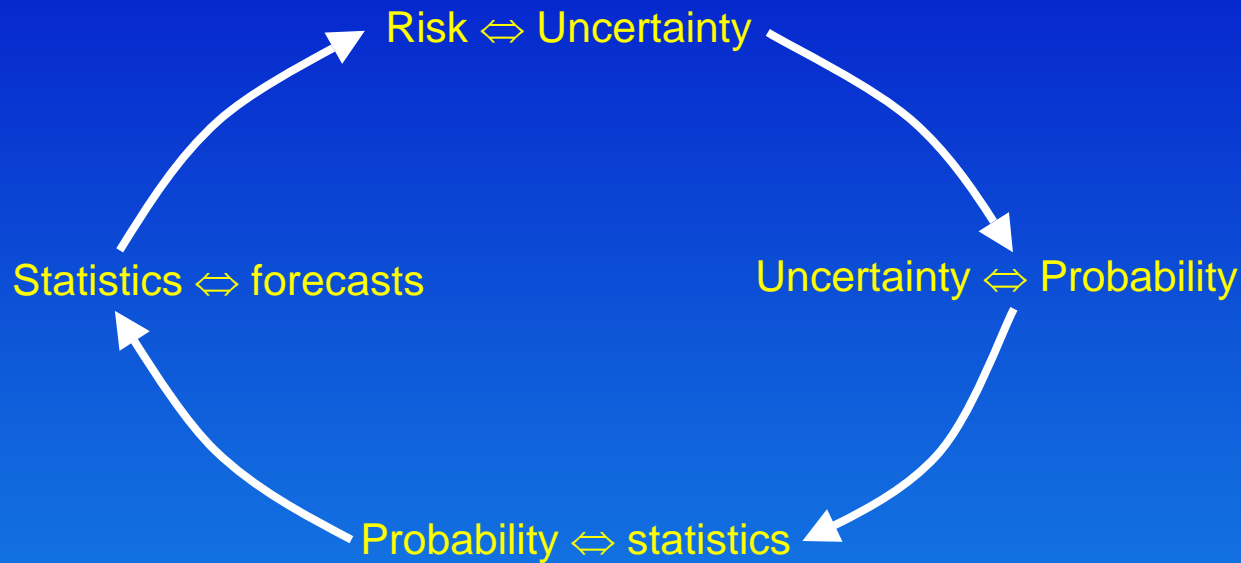 Risk ⇔ Uncertainty
Statistics ⇔ forecasts
Uncertainty ⇔ Probability
Probability ⇔ statistics